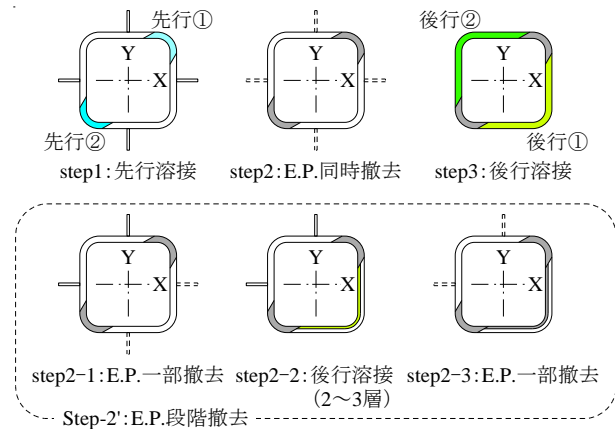 先行①
Y
X
先行②
step1:先行溶接
Y
X
step2:E.P.同時撤去
後行②
Y
X
後行①
step3:後行溶接
Y
X
step2-1:E.P.一部撤去
Y
X
step2-2:後行溶接
(2～3層)
Y
X
step2-3:E.P.一部撤去
Step-2':E.P.段階撤去